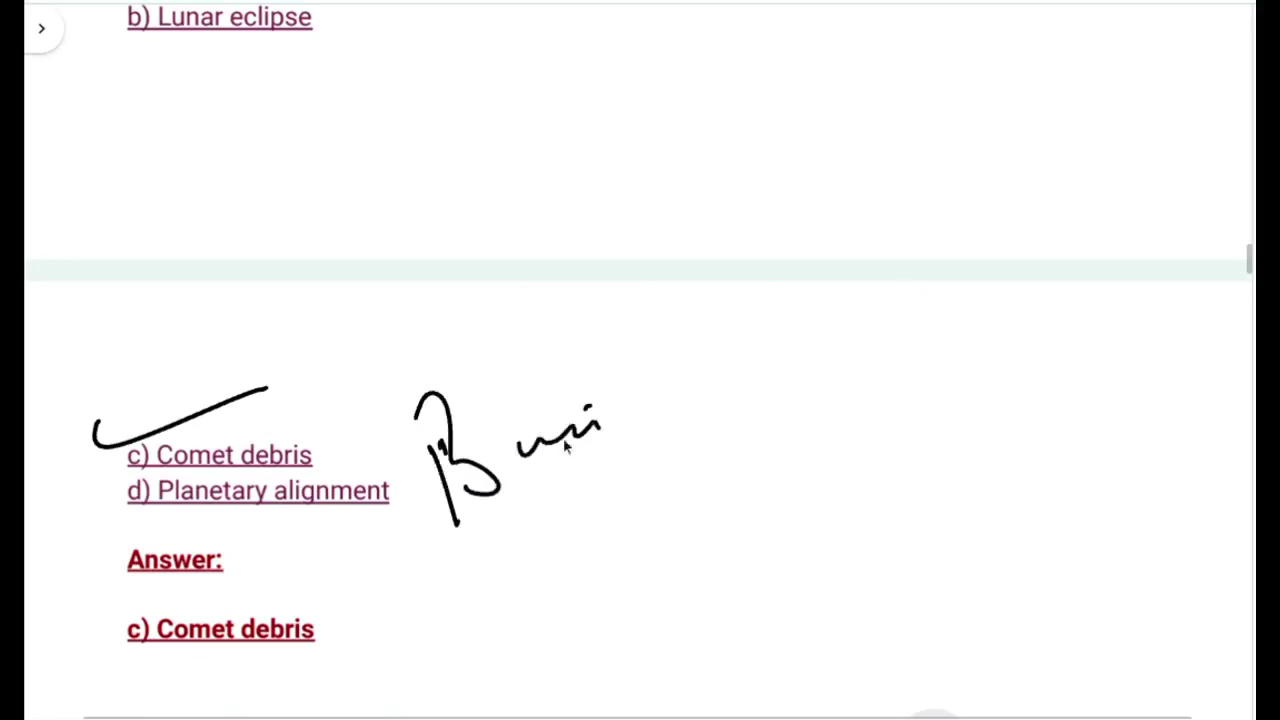 b) Lunar eclipse
c) Comet debris
d) Planetary alignment
Answer:
c) Comet debris